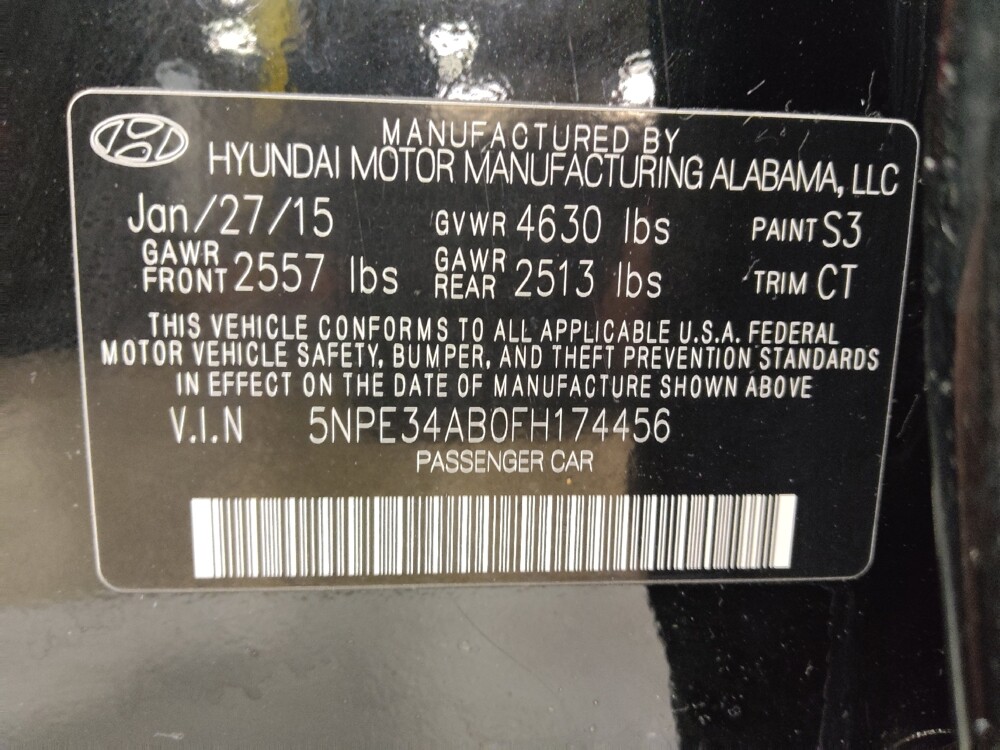 MANUFACTURED BY
HYUNDAI MOTOR MANUFACTURING ALABAMA, LLC
Jan/27/15 GVWR 4630 lbs PAINT S3
GAWR FRONT 2557 lbs GAWR REAR 2513 lbs TRIM CT
THIS VEHICLE CONFORMS TO ALL APPLICABLE U.S.A. FEDERAL
MOTOR VEHICLE SAFETY, BUMPER, AND THEFT PREVENTION STANDARDS
IN EFFECT ON THE DATE OF MANUFACTURE SHOWN ABOVE
V.I.N 5NPE34AB0FH174456
PASSENGER CAR